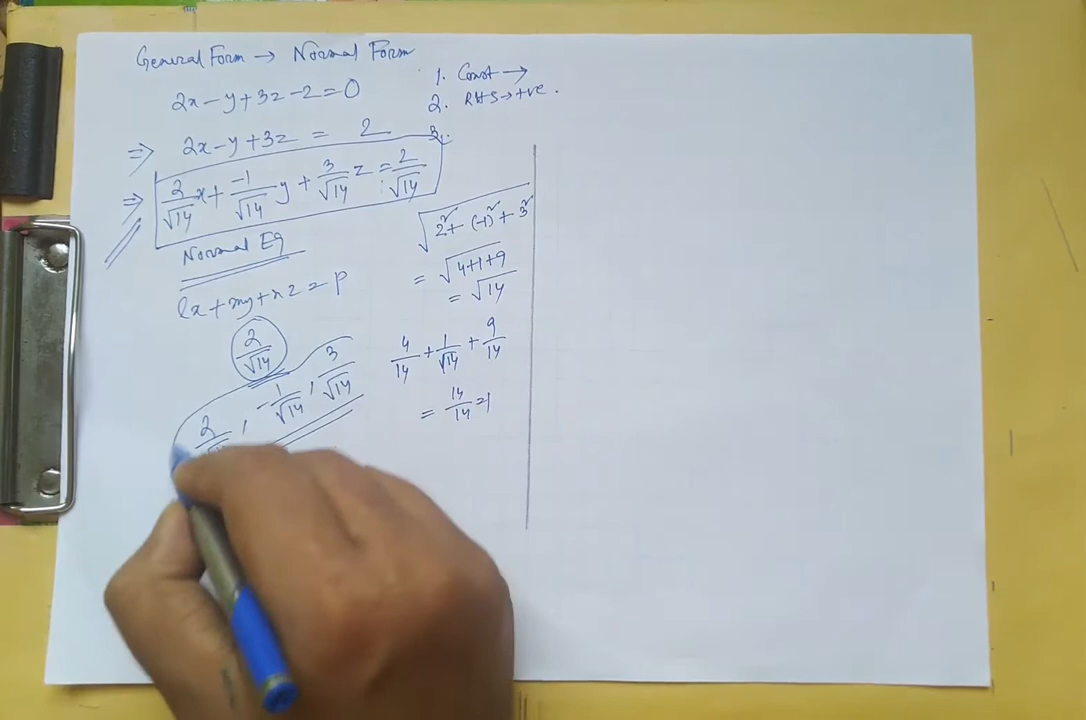 General Form → Normal Form
1. Const →
2. RHS → +ve.
3.
2x - y + 3z - 2 = 0
⇒ 2x - y + 3z = 2
⇒ 2/√14 x + -1/√14 y + 3/√14 z = 2/√14
Normal Eq
lx + my + nz = p
2/√14
2/√14, -1/√14, 3/√14
√2² + (-1)² + 3²
= √4+1+9
= √14
4/14 + 1/√14 + 9/14
= 14/14 = 1